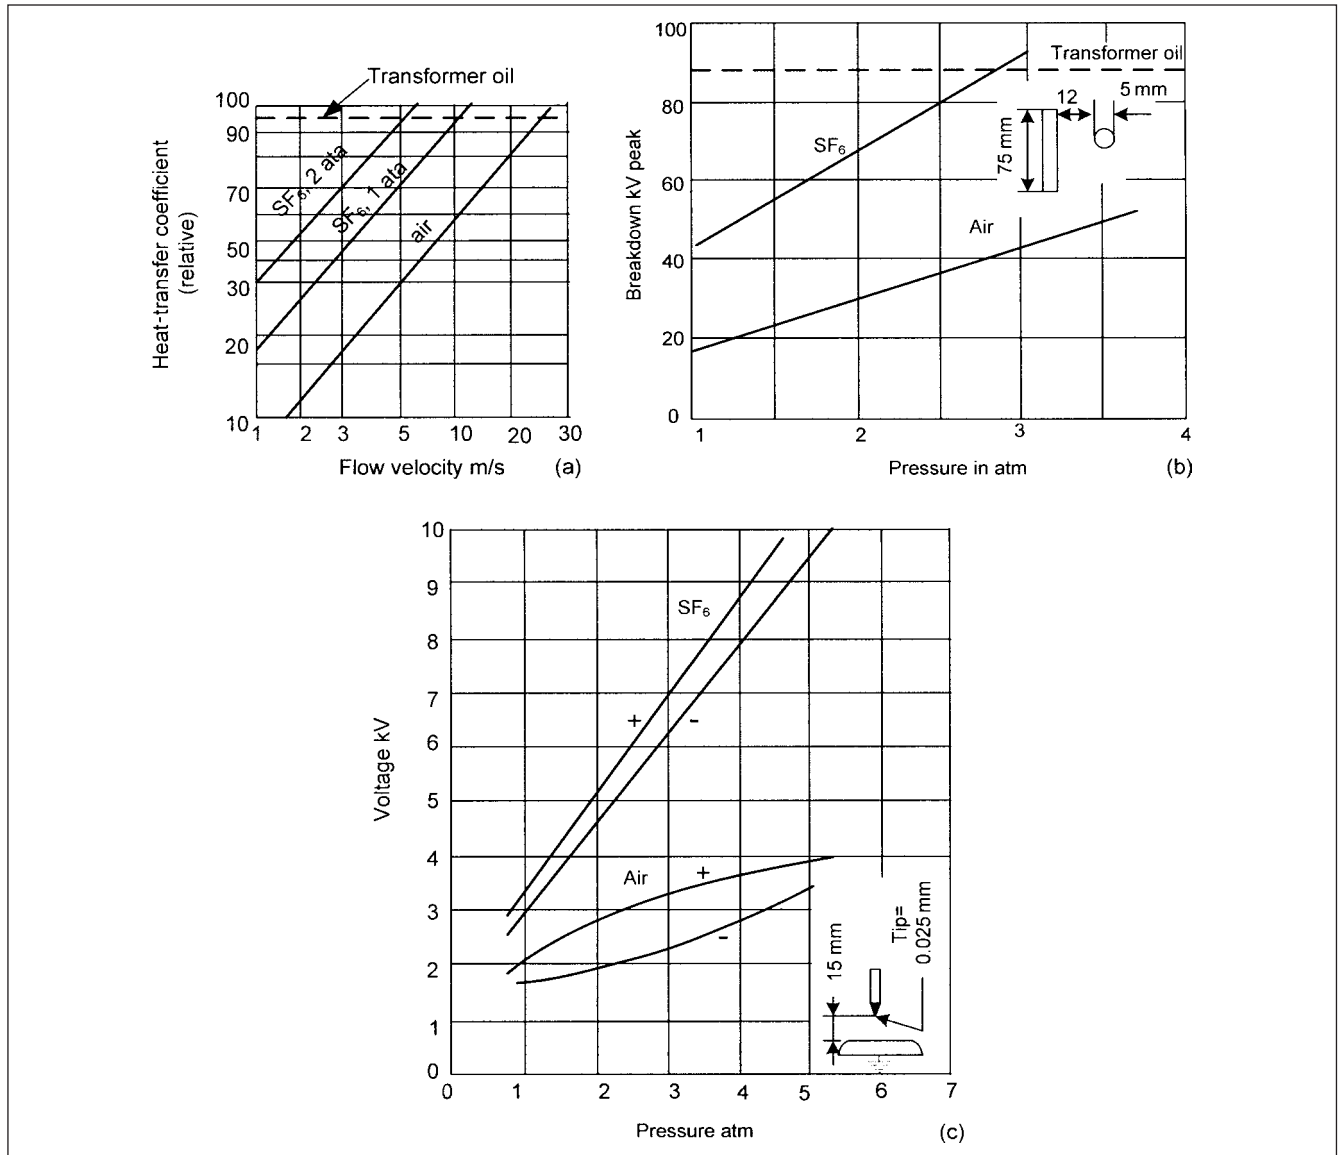 Transformer oil
100
90
70
50
30
20
10
Heat-transfer coefficient
(relative)
SF₆, 2 ata
SF₆, 1 ata
air
1 2 3 5 10 20 30
Flow velocity m/s (a)
100
80
60
40
20
0
Breakdown kV peak
Transformer oil
12 5 mm
75 mm
SF₆
Air
1 2 3 4
Pressure in atm (b)
10
9
8
7
6
5
4
3
2
1
0
Voltage kV
SF₆
+ -
Air +
-
15 mm
Tip=
0.025 mm
0 1 2 3 4 5 6 7
Pressure atm (c)